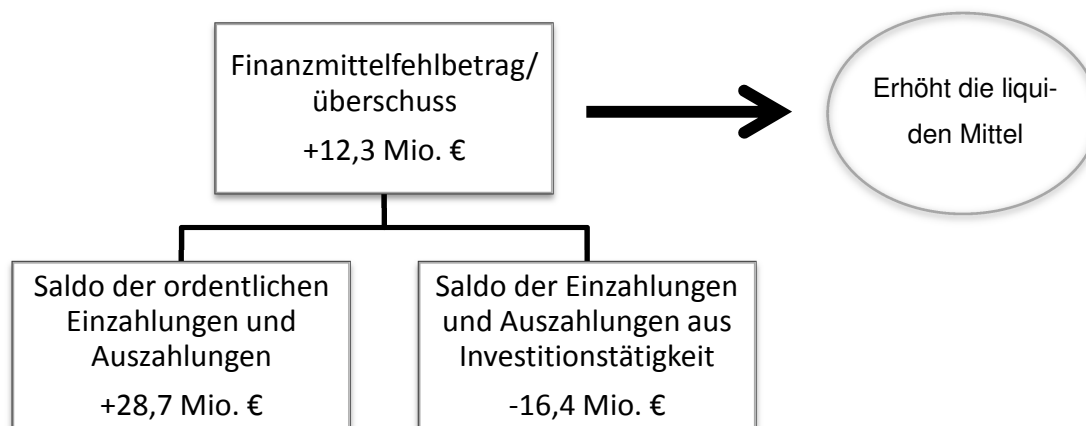 Finanzmittelfehlbetrag/
überschuss
+12,3 Mio. €
Erhöht die liqui-
den Mittel
Saldo der ordentlichen
Einzahlungen und
Auszahlungen
+28,7 Mio. €
Saldo der Einzahlungen
und Auszahlungen aus
Investitionstätigkeit
-16,4 Mio. €